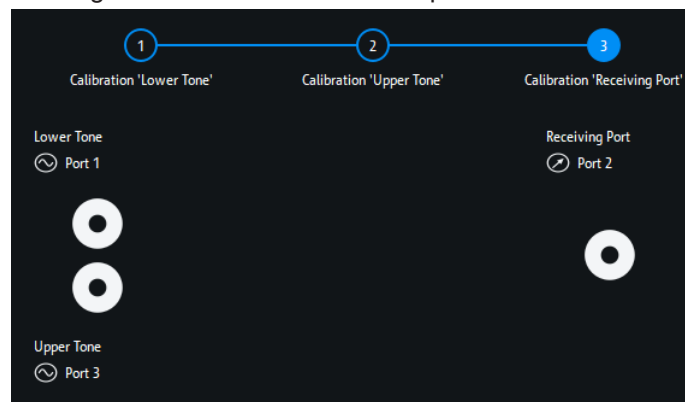 1 2 3
Calibration 'Lower Tone' Calibration 'Upper Tone' Calibration 'Receiving Port'
Lower Tone Receiving Port
Port 1 Port 2
Upper Tone
Port 3